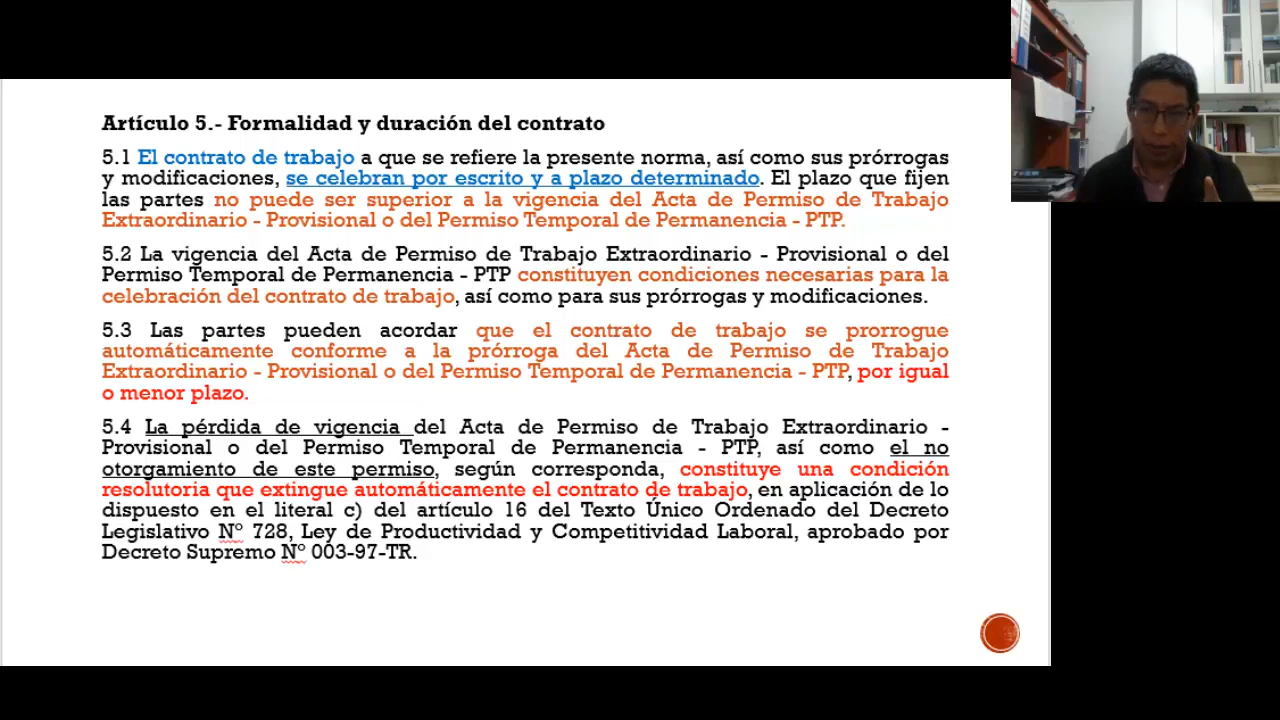 Artículo 5.- Formalidad y duración del contrato
5.1 El contrato de trabajo a que se refiere la presente norma, así como sus prórrogas
y modificaciones, se celebran por escrito y a plazo determinado. El plazo que fijen
las partes no puede ser superior a la vigencia del Acta de Permiso de Trabajo
Extraordinario - Provisional o del Permiso Temporal de Permanencia - PTP.
5.2 La vigencia del Acta de Permiso de Trabajo Extraordinario - Provisional o del
Permiso Temporal de Permanencia - PTP constituyen condiciones necesarias para la
celebración del contrato de trabajo, así como para sus prórrogas y modificaciones.
5.3 Las partes pueden acordar que el contrato de trabajo se prorrogue
automáticamente conforme a la prórroga del Acta de Permiso de Trabajo
Extraordinario - Provisional o del Permiso Temporal de Permanencia - PTP, por igual
o menor plazo.
5.4 La pérdida de vigencia del Acta de Permiso de Trabajo Extraordinario -
Provisional o del Permiso Temporal de Permanencia - PTP, así como el no
otorgamiento de este permiso, según corresponda, constituye una condición
resolutoria que extingue automáticamente el contrato de trabajo, en aplicación de lo
dispuesto en el literal c) del artículo 16 del Texto Único Ordenado del Decreto
Legislativo N° 728, Ley de Productividad y Competitividad Laboral, aprobado por
Decreto Supremo N° 003-97-TR.